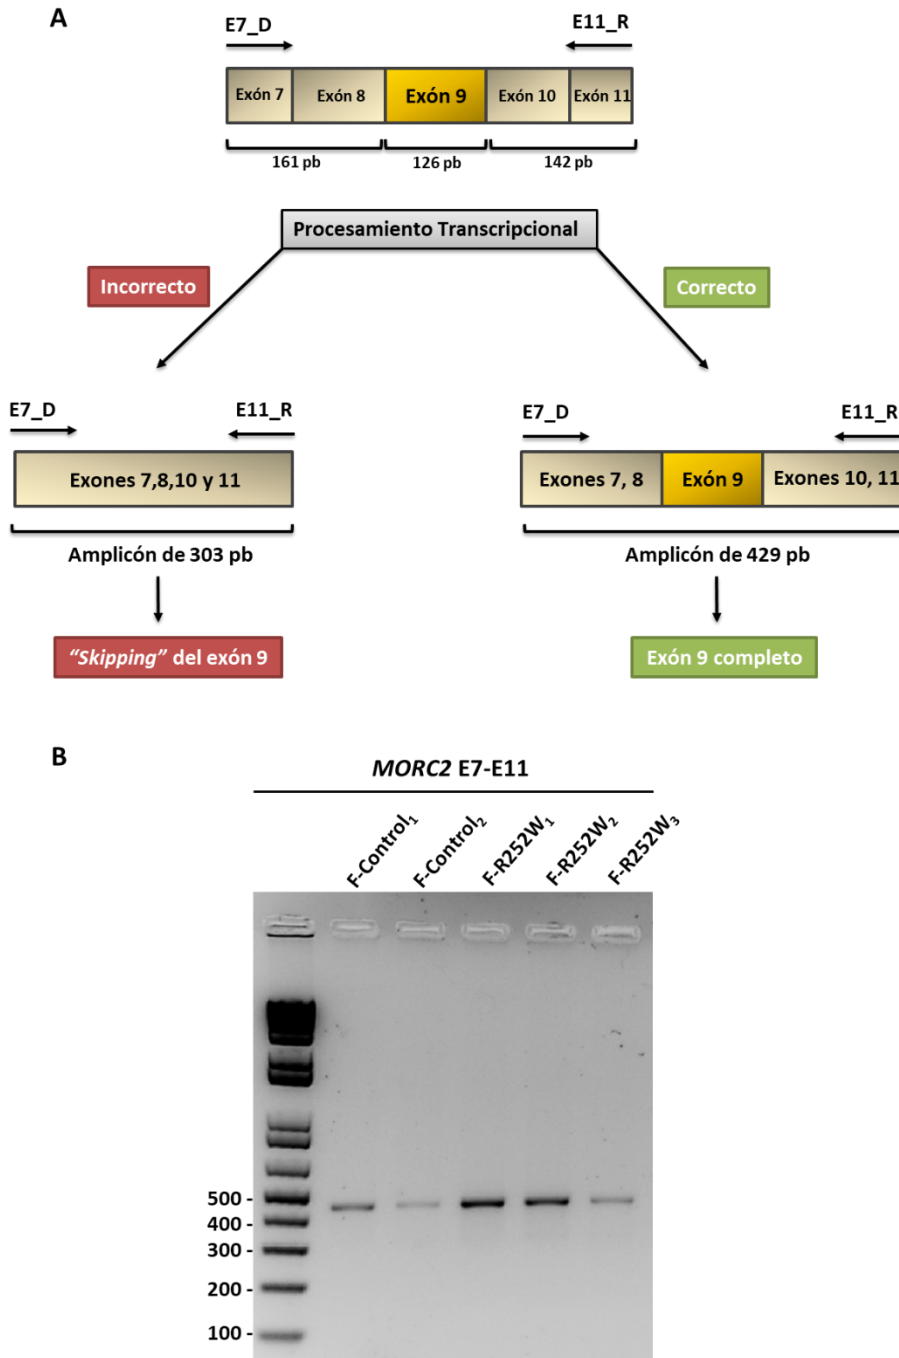 A
E7_D
E11_R
Exón 7
Exón 8
Exón 9
Exón 10
Exón 11
161 pb
126 pb
142 pb
Procesamiento Transcripcional
Incorrecto
Correcto
E7_D
E11_R
Exones 7,8,10 y 11
Amplicón de 303 pb
“Skipping” del exón 9
E7_D
E11_R
Exones 7, 8
Exón 9
Exones 10, 11
Amplicón de 429 pb
Exón 9 completo
B
MORC2 E7-E11
F-Control₁
F-Control₂
F-R252W₁
F-R252W₂
F-R252W₃
500 -
400 -
300 -
200 -
100 -